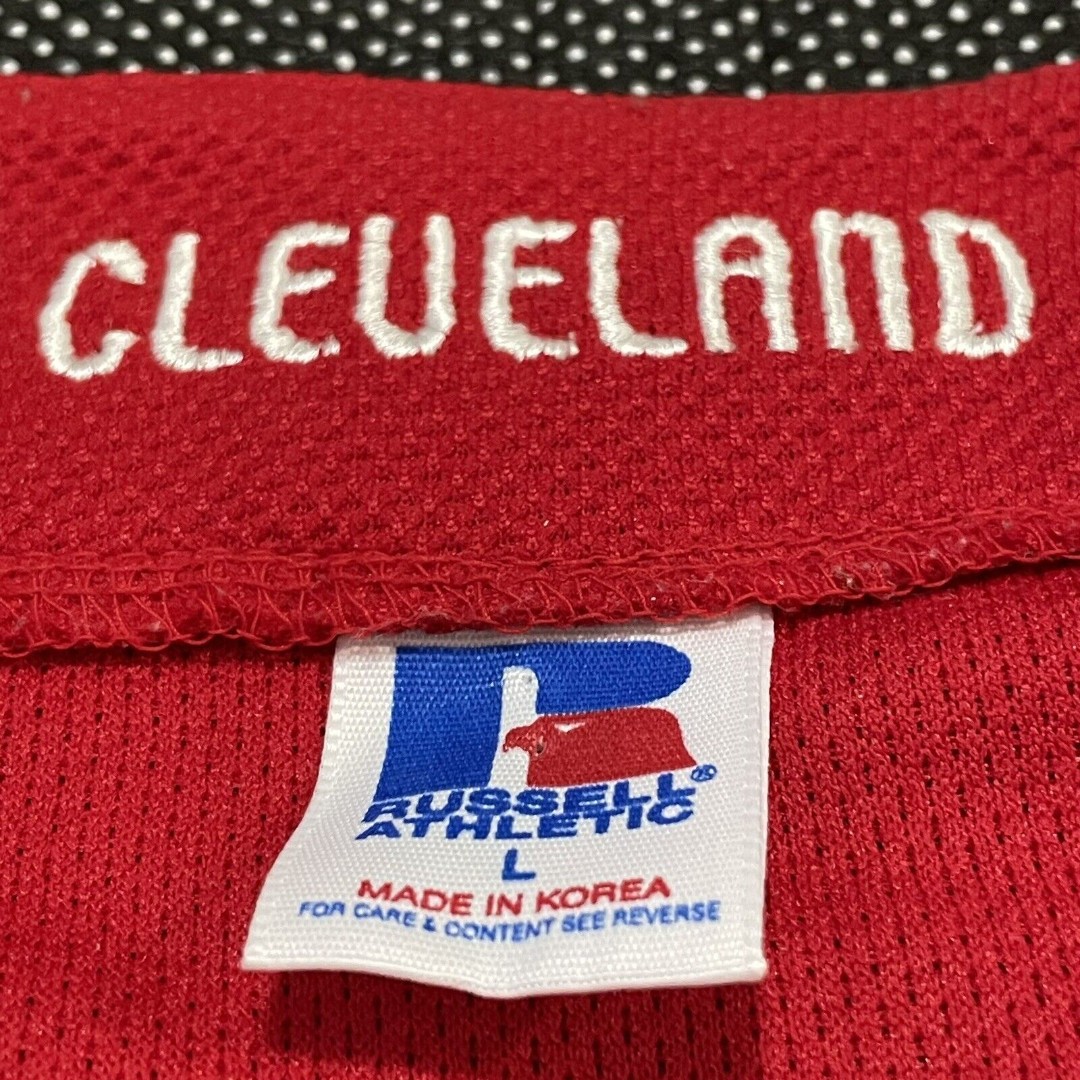 CLEVELAND
RUSSELL®
ATHLETIC
L
MADE IN KOREA
FOR CARE & CONTENT SEE REVERSE